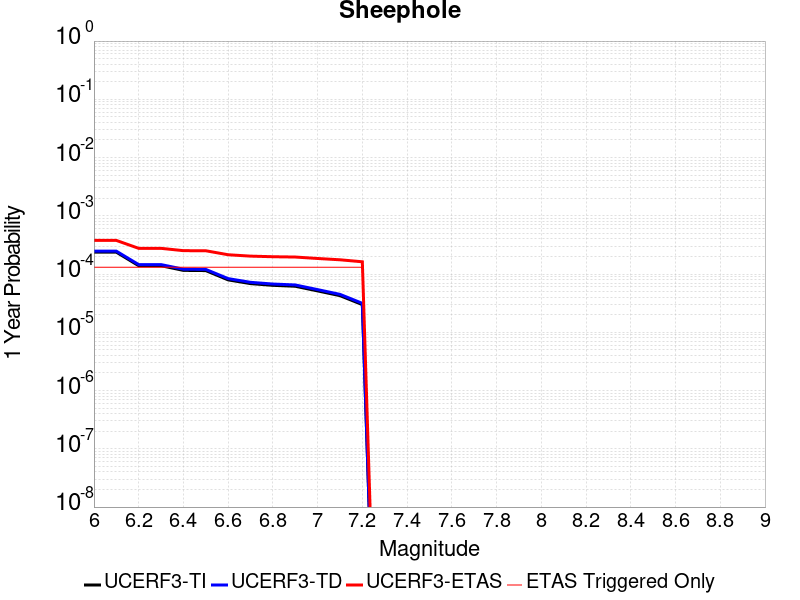 Sheephole
10^0
10^-1
10^-2
10^-3
10^-4
10^-5
10^-6
10^-7
10^-8
1 Year Probability
6 6.2 6.4 6.6 6.8 7 7.2 7.4 7.6 7.8 8 8.2 8.4 8.6 8.8 9
Magnitude
UCERF3-TI UCERF3-TD UCERF3-ETAS ETAS Triggered Only